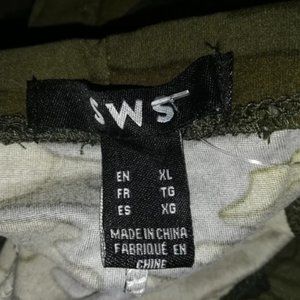 SWS
EN XL
FR TG
ES XG
MADE IN CHINA
FABRIQUÉ EN
CHINE